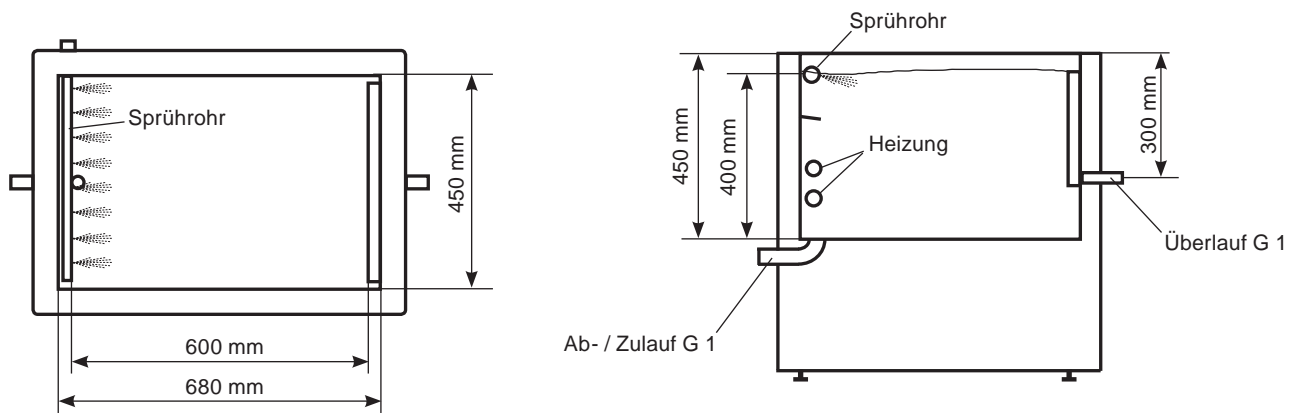 Sprührohr
450 mm
600 mm
680 mm
Sprührohr
450 mm
400 mm
Heizung
300 mm
Überlauf G 1
Ab- / Zulauf G 1